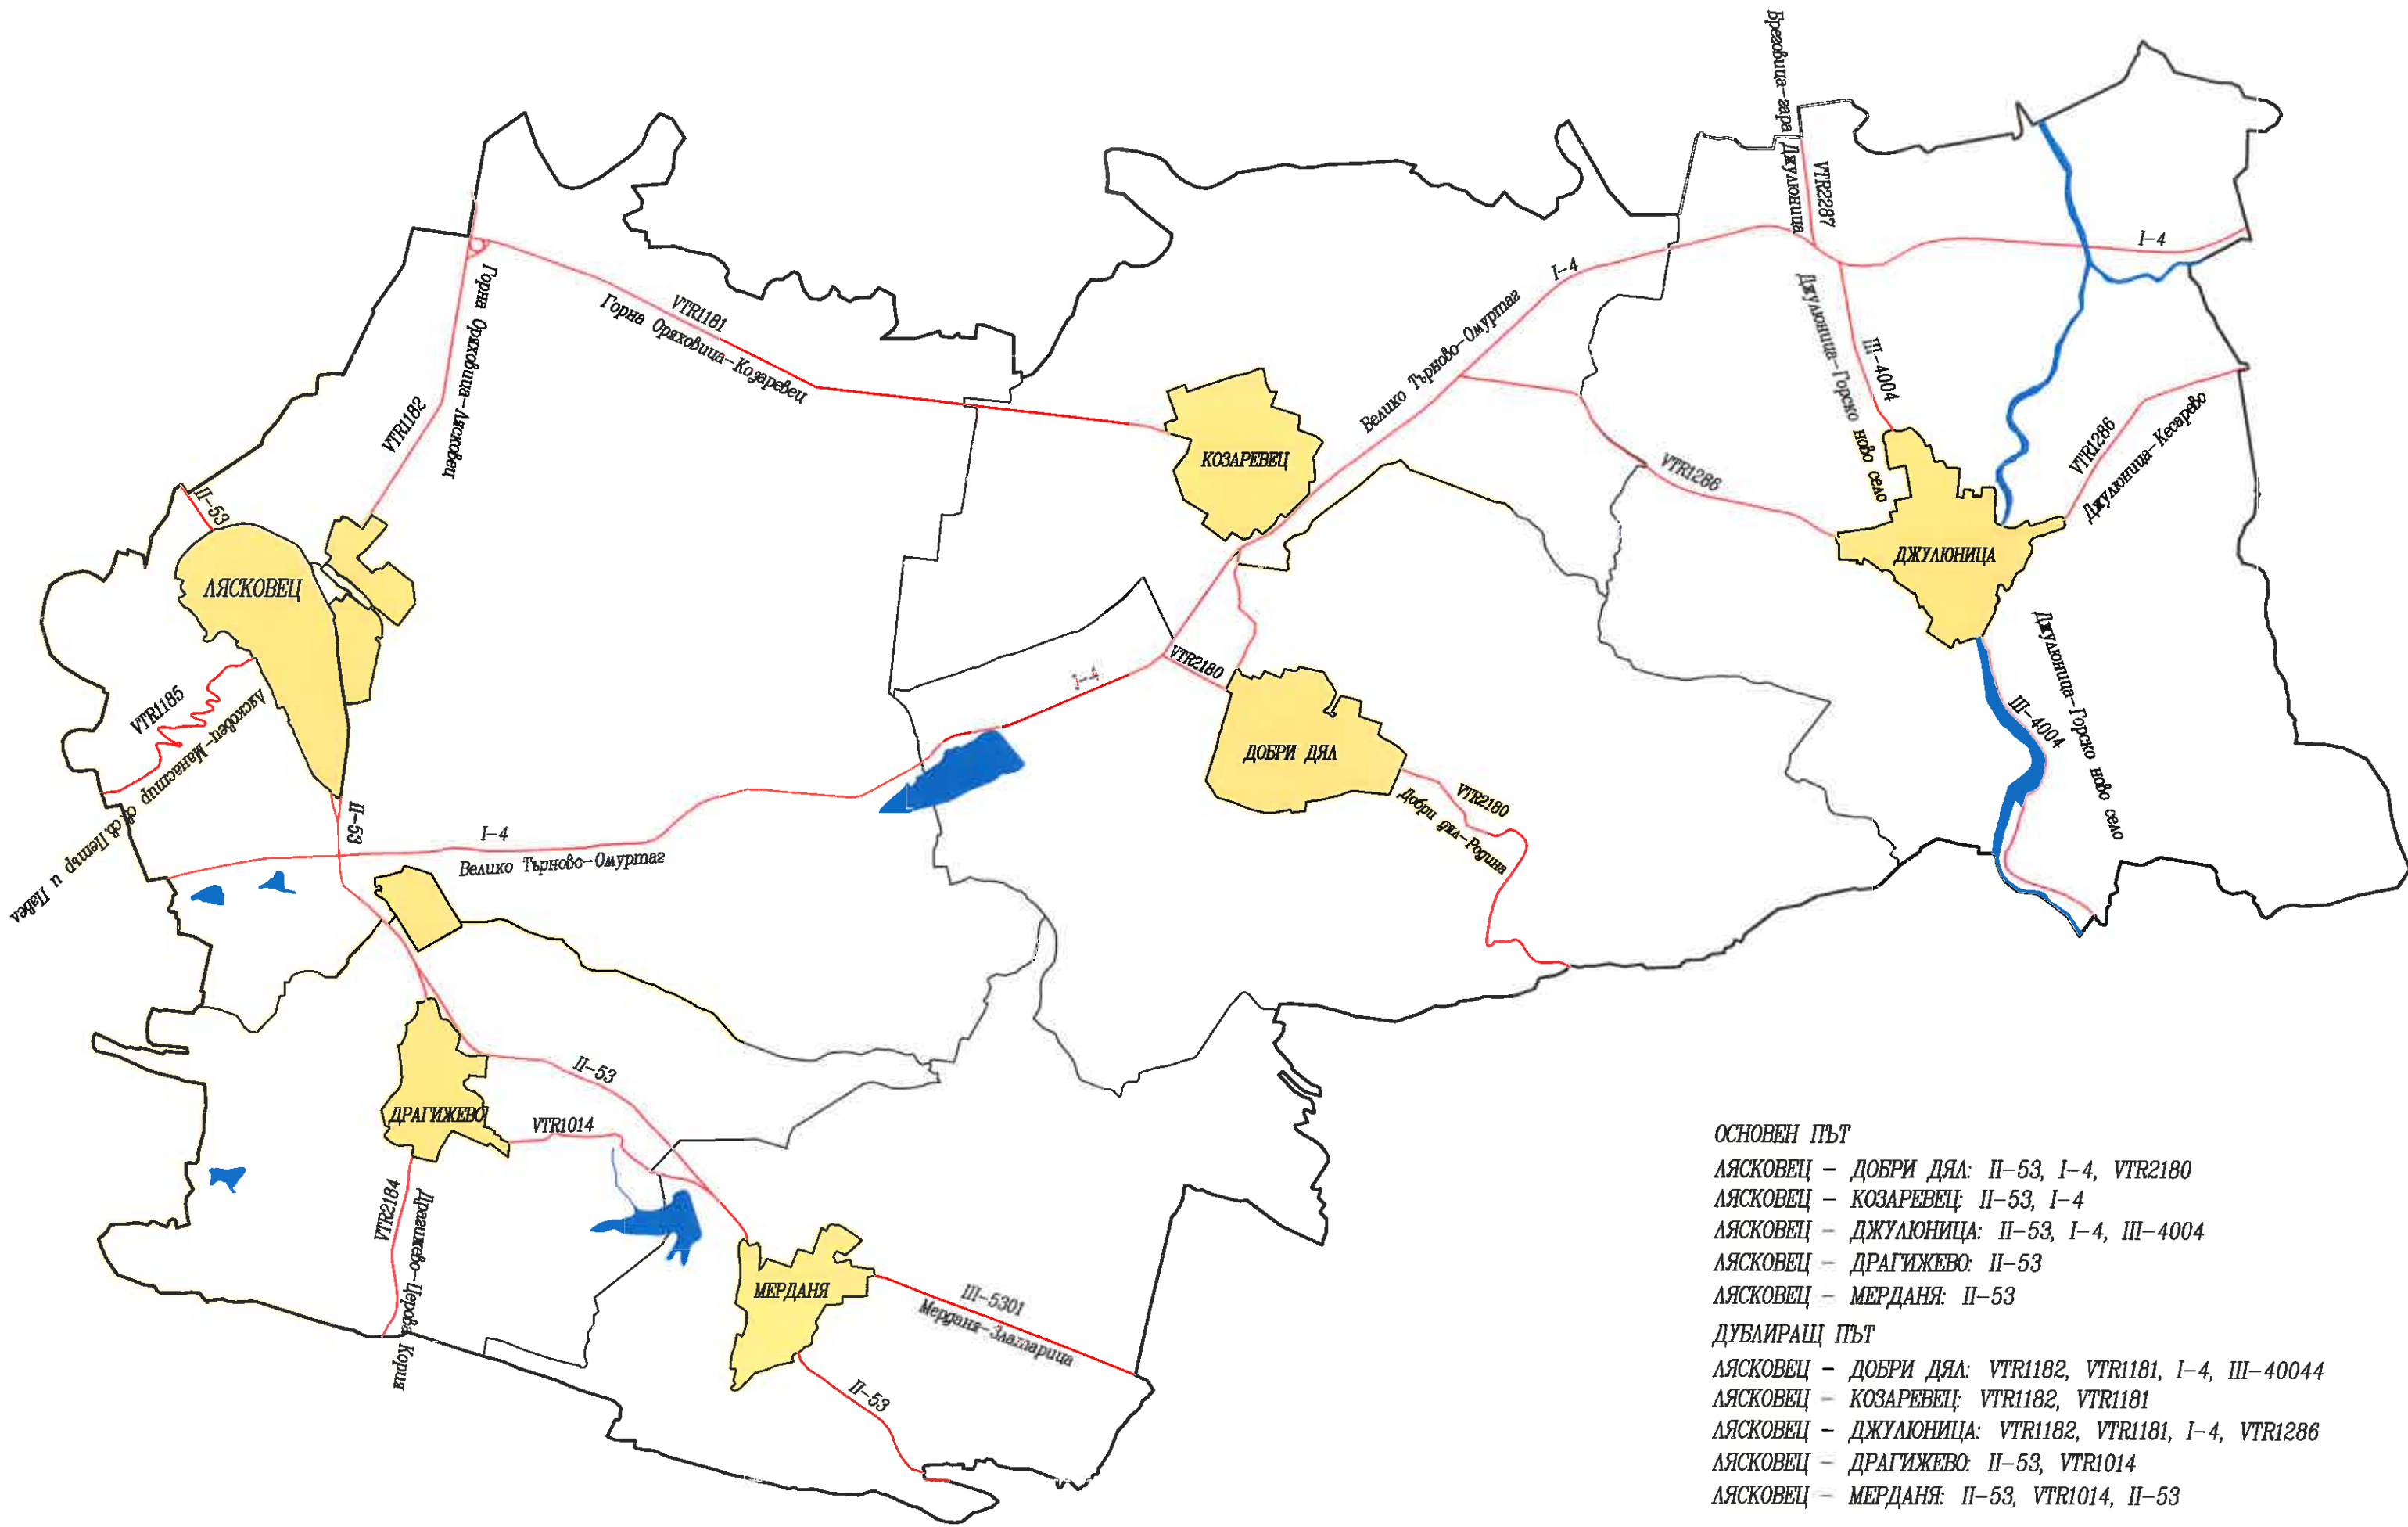 Бреговица-гара Джулюница
VTR2287
I-4
I-4
Велико Търново-Омуртаг
Джулюница-Горско ново село
III-4004
VTR1181
Горна Оряховица-Козаревец
Горна Оряховица-Лясковец
VTR1182
КОЗАРЕВЕЦ
VTR1286
VTR1286
Джулюница-Кесарево
II-53
ЛЯСКОВЕЦ
ДЖУЛЮНИЦА
VTR2180
I-4
VTR1185
Лясковец-Манастир св. св. Петър и Павел
III-4004
Джулюница-Горско ново село
ДОБРИ ДЯЛ
VTR2180
Добри дял-Родина
II-53
I-4
Велико Търново-Омуртаг
II-53
ДРАГИЖЕВО
VTR1014
VTR2184
Драгижево-Церова Кория
МЕРДАНЯ
III-5301
Мерданя-Златарица
II-53
ОСНОВЕН ПЪТ
ЛЯСКОВЕЦ - ДОБРИ ДЯЛ: II-53, I-4, VTR2180
ЛЯСКОВЕЦ - КОЗАРЕВЕЦ: II-53, I-4
ЛЯСКОВЕЦ - ДЖУЛЮНИЦА: II-53, I-4, III-4004
ЛЯСКОВЕЦ - ДРАГИЖЕВО: II-53
ЛЯСКОВЕЦ - МЕРДАНЯ: II-53
ДУБЛИРАЩ ПЪТ
ЛЯСКОВЕЦ - ДОБРИ ДЯЛ: VTR1182, VTR1181, I-4, III-40044
ЛЯСКОВЕЦ - КОЗАРЕВЕЦ: VTR1182, VTR1181
ЛЯСКОВЕЦ - ДЖУЛЮНИЦА: VTR1182, VTR1181, I-4, VTR1286
ЛЯСКОВЕЦ - ДРАГИЖЕВО: II-53, VTR1014
ЛЯСКОВЕЦ - МЕРДАНЯ: II-53, VTR1014, II-53